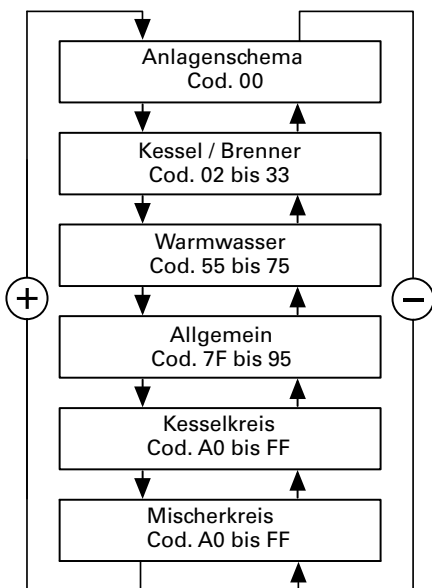 Anlagenschema
Cod. 00
Kessel / Brenner
Cod. 02 bis 33
Warmwasser
Cod. 55 bis 75
+
−
Allgemein
Cod. 7F bis 95
Kesselkreis
Cod. A0 bis FF
Mischerkreis
Cod. A0 bis FF